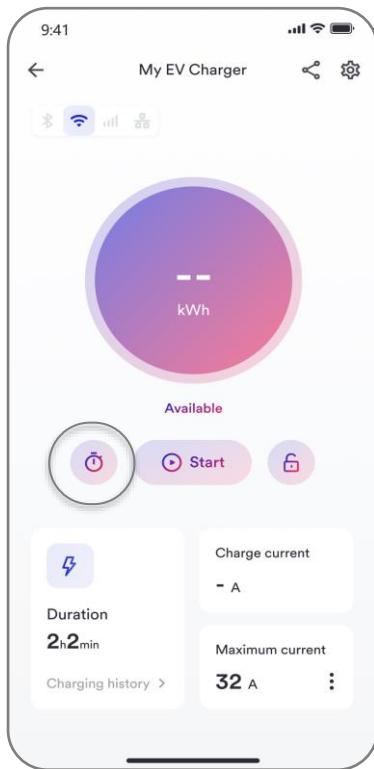 9:41
My EV Charger
--
kWh
Available
Start
Duration
2h2min
Charging history >
Charge current
- A
Maximum current
32 A